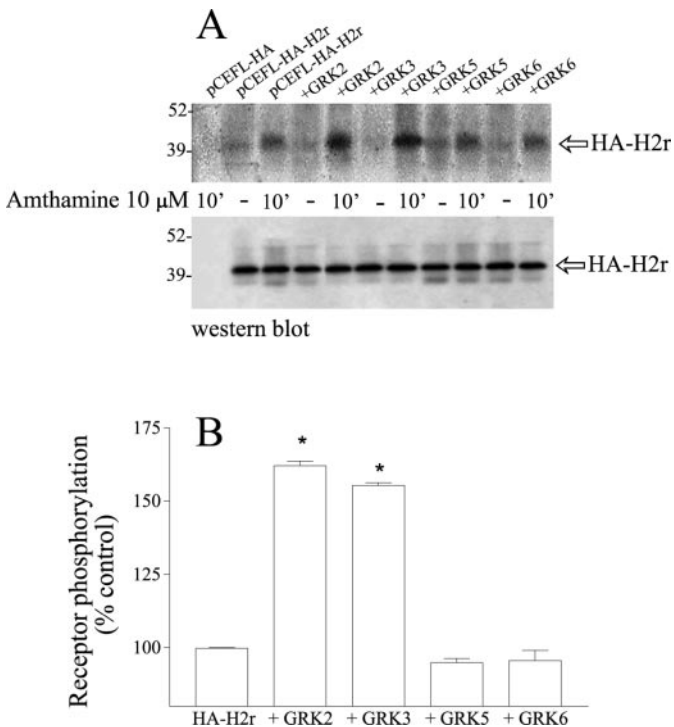 A
pCEFL-HA
pCEFL-HA-H2r
pCEFL-HA-H2r
+GRK2
+GRK2
+GRK3
+GRK3
+GRK5
+GRK5
+GRK6
+GRK6
52-
39-
HA-H2r
Amthamine 10 μM 10’ - 10’ - 10’ - 10’ - 10’ - 10’
52-
39-
HA-H2r
western blot
B
Receptor phosphorylation
(% control)
175
150
125
100
*
*
HA-H2r + GRK2 + GRK3 + GRK5 + GRK6